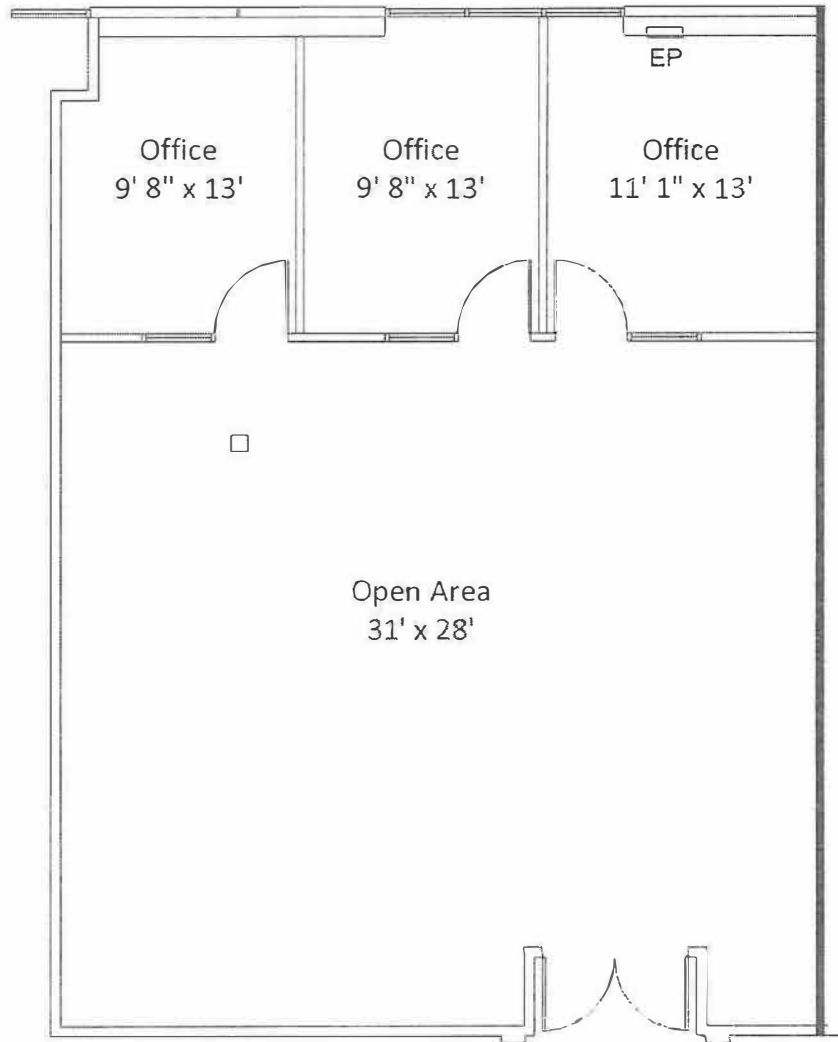 EP
Office
9' 8" x 13'
Office
9' 8" x 13'
Office
11' 1" x 13'
Open Area
31' x 28'